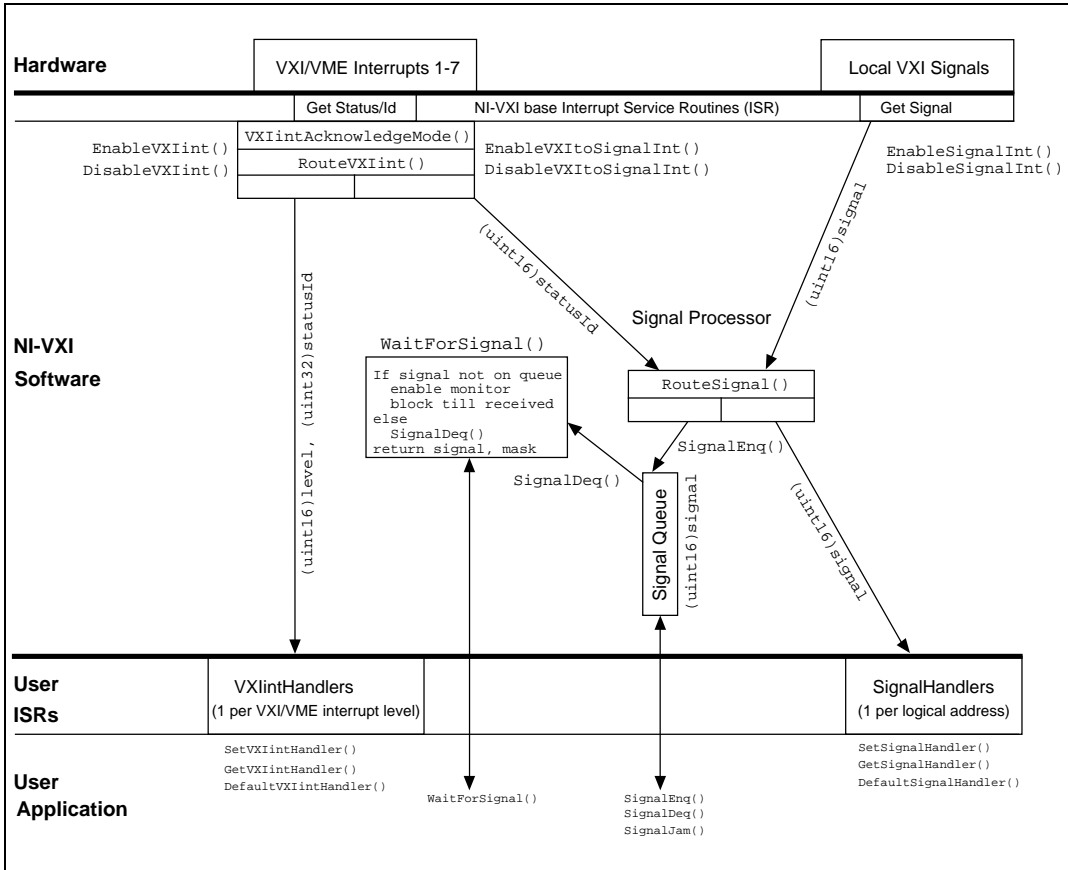 Hardware
VXI/VME Interrupts 1-7
Local VXI Signals
Get Status/Id
NI-VXI base Interrupt Service Routines (ISR)
Get Signal
VXIintAcknowledgeMode()
RouteVXIint()
EnableVXIint()
DisableVXIint()
EnableVXItoSignalInt()
DisableVXItoSignalInt()
EnableSignalInt()
DisableSignalInt()
(uint16)statusId
(uint16)signal
(uint16)level, (uint32)statusId
NI-VXI
Software
Signal Processor
WaitForSignal()
If signal not on queue
enable monitor
block till received
else
SignalDeq()
return signal, mask
RouteSignal()
SignalEnq()
SignalDeq()
Signal Queue
(uint16)signal
(uint16)signal
User
ISRs
VXIintHandlers
(1 per VXI/VME interrupt level)
SignalHandlers
(1 per logical address)
User
Application
SetVXIintHandler()
GetVXIintHandler()
DefaultVXIintHandler()
WaitForSignal()
SignalEnq()
SignalDeq()
SignalJam()
SetSignalHandler()
GetSignalHandler()
DefaultSignalHandler()